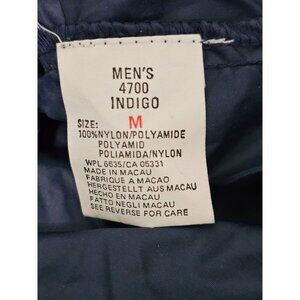 MEN'S
4700
INDIGO
SIZE: M
100%NYLON/POLYAMIDE
POLYAMID
POLIAMIDA/NYLON
WPL 6635/CA 05331
MADE IN MACAU
FABRIQUE A MACAO
HERGESTELLT AUS MACAU
HECHO EN MACAU
FATTO NEGLI MACAU
SEE REVERSE FOR CARE